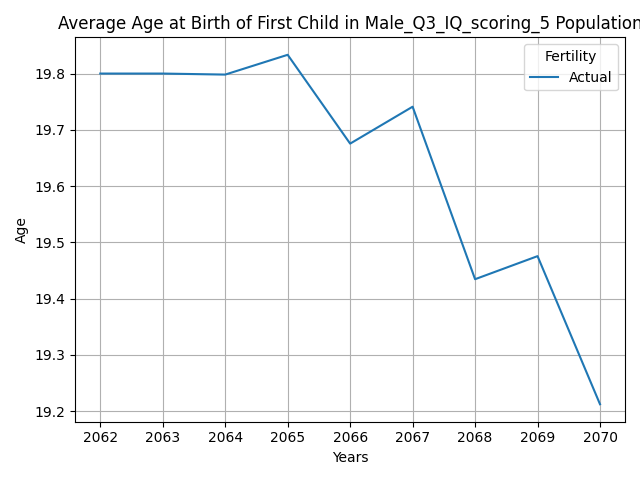 Average Age at Birth of First Child in Male_Q3_IQ_scoring_5 Population
Fertility
Actual
19.8
19.7
19.6
19.5
19.4
19.3
19.2
Age
2062 2063 2064 2065 2066 2067 2068 2069 2070
Years